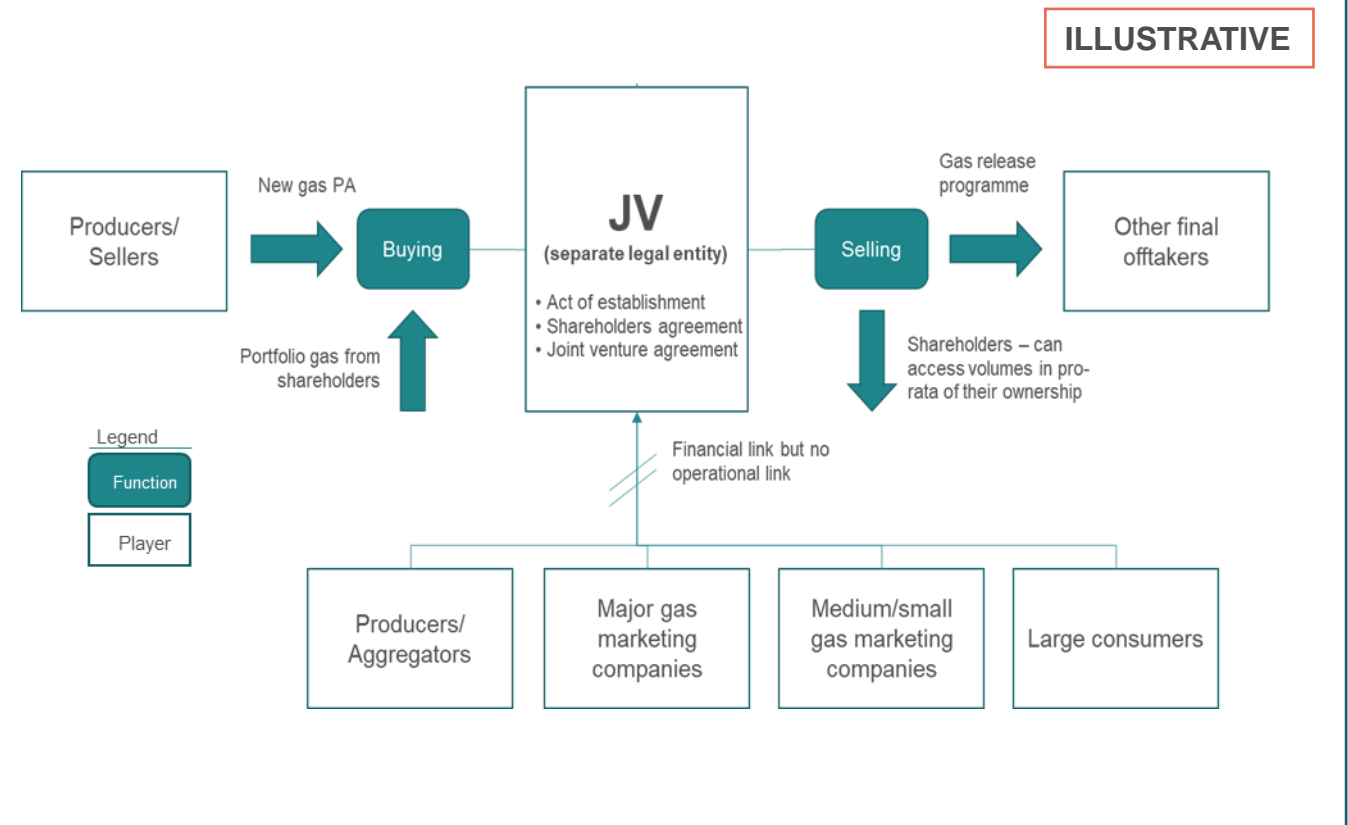 ILLUSTRATIVE
Producers/
Sellers
New gas PA
Buying
Portfolio gas from
shareholders
JV
(separate legal entity)
• Act of establishment
• Shareholders agreement
• Joint venture agreement
Selling
Gas release
programme
Other final
offtakers
Shareholders – can
access volumes in pro-
rata of their ownership
Legend
Function
Player
Financial link but no
operational link
Producers/
Aggregators
Major gas
marketing
companies
Medium/small
gas marketing
companies
Large consumers